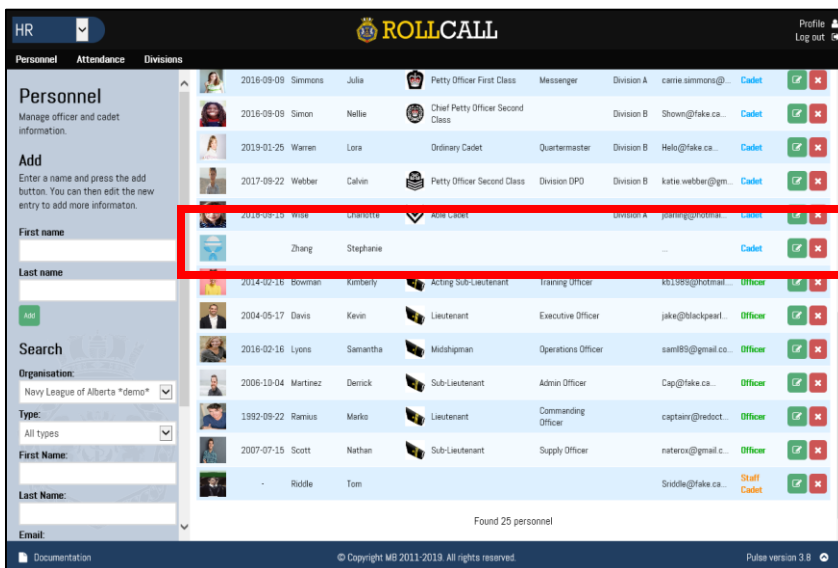 HR
ROLLCALL
Profile
Log out
Personnel Attendance Divisions
Personnel
Manage officer and cadet
information.
Add
Enter a name and press the add
button. You can then edit the new
entry to add more informaton.
First name
Last name
Add
Search
Organisation:
Navy League of Alberta *demo*
Type:
All types
First Name:
Last Name:
Email:
2016-09-09 Simmons Julia Petty Officer First Class Messenger Division A carrie.simmons@... Cadet
2016-09-09 Simon Nellie Chief Petty Officer Second Class Division B Shown@fake.ca... Cadet
2019-01-25 Warren Lora Ordinary Cadet Quartermaster Division B Helo@fake.ca... Cadet
2017-09-22 Webber Calvin Petty Officer Second Class Division DPO Division B katie.webber@gm... Cadet
2018-09-15 Wise Charlotte Able Cadet Division A Cadet
Zhang Stephanie ... Cadet
2014-02-16 Bowman Kimberly Acting Sub-Lieutenant Training Officer kb1989@hotmail... Officer
2004-05-17 Davis Kevin Lieutenant Executive Officer jake@blackpearl... Officer
2016-02-16 Lyons Samantha Midshipman Operations Officer saml89@gmail.co... Officer
2006-10-04 Martinez Derrick Sub-Lieutenant Admin Officer Cap@fake.ca... Officer
1992-09-22 Ramius Marko Lieutenant Commanding Officer captainr@redoct... Officer
2007-07-15 Scott Nathan Sub-Lieutenant Supply Officer naterox@gmail.c... Officer
- Riddle Tom Sriddle@fake.ca... Staff Cadet
Found 25 personnel
Documentation
© Copyright MB 2011-2019. All rights reserved.
Pulse version 3.8